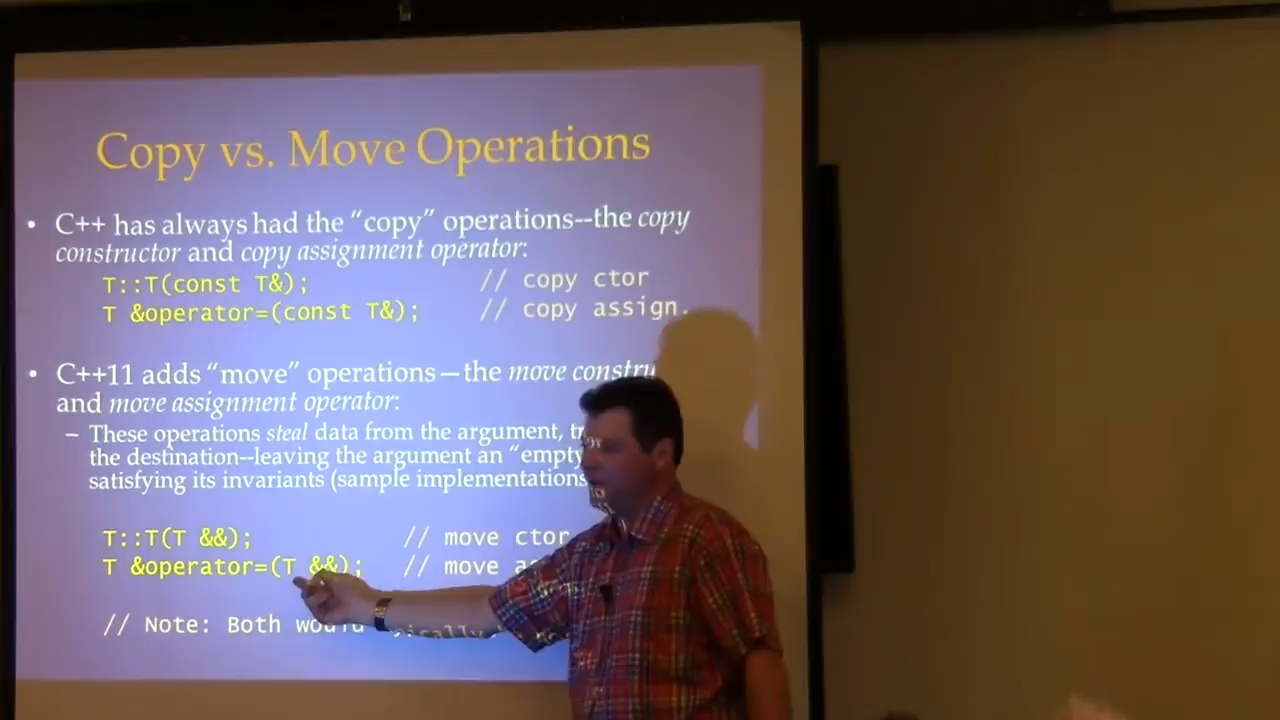 Copy vs. Move Operations
• C++ has always had the “copy” operations--the copy
constructor and copy assignment operator:
T::T(const T&); // copy ctor
T &operator=(const T&); // copy assign.
• C++11 adds “move” operations—the move constru
and move assignment operator:
– These operations steal data from the argument, tr
the destination--leaving the argument an “empty
satisfying its invariants (sample implementations
T::T(T &&); // move ctor
T &operator=(T &&); // move as
// Note: Both would typically